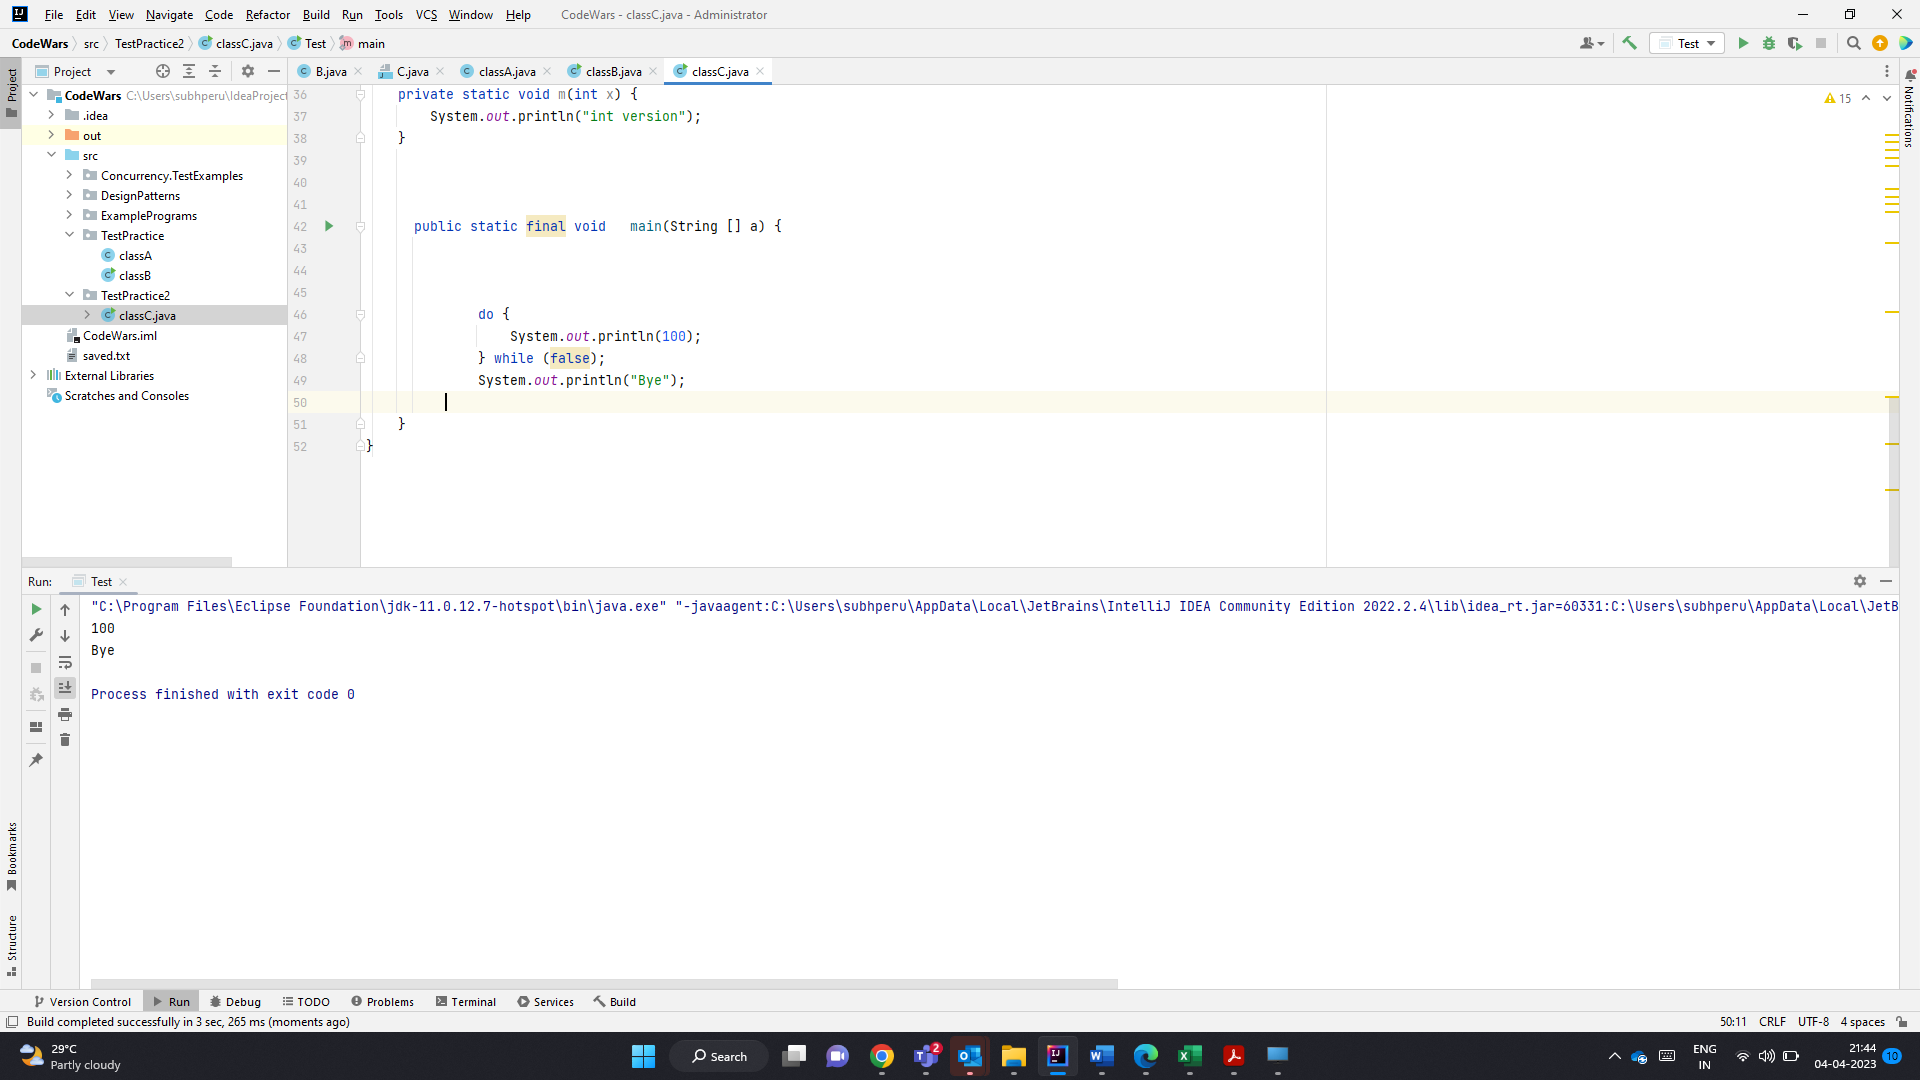 File Edit View Navigate Code Refactor Build Run Tools VCS Window Help CodeWars - classC.java - Administrator
CodeWars src TestPractice2 classC.java Test main Test
Project B.java C.java classA.java classB.java classC.java
Project
CodeWars C:\Users\subhperu\IdeaProject
.idea
out
src
Concurrency.TestExamples
DesignPatterns
ExamplePrograms
TestPractice
classA
classB
TestPractice2
classC.java
CodeWars.iml
saved.txt
External Libraries
Scratches and Consoles
36 private static void m(int x) {
37 System.out.println("int version");
38 }
39
40
41
42 public static final void main(String [] a) {
43
44
45
46 do {
47 System.out.println(100);
48 } while (false);
49 System.out.println("Bye");
50
51 }
52 }
15
Notifications
Run: Test
"C:\Program Files\Eclipse Foundation\jdk-11.0.12.7-hotspot\bin\java.exe" "-javaagent:C:\Users\subhperu\AppData\Local\JetBrains\IntelliJ IDEA Community Edition 2022.2.4\lib\idea_rt.jar=60331:C:\Users\subhperu\AppData\Local\JetB
100
Bye
Process finished with exit code 0
Bookmarks
Structure
Version Control Run Debug TODO Problems Terminal Services Build
Build completed successfully in 3 sec, 265 ms (moments ago) 50:11 CRLF UTF-8 4 spaces
29°C
Partly cloudy
Search
2
ENG
IN
21:44
04-04-2023
10